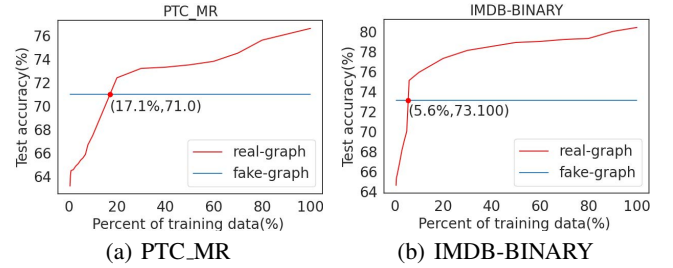 PTC_MR
Test accuracy(%)
76
74
72
70
68
66
64
(17.1%,71.0)
real-graph
fake-graph
0 20 40 60 80 100
Percent of training data(%)
(a) PTC_MR
IMDB-BINARY
Test accuracy(%)
80
78
76
74
72
70
68
66
64
(5.6%,73.100)
real-graph
fake-graph
0 20 40 60 80 100
Percent of training data(%)
(b) IMDB-BINARY